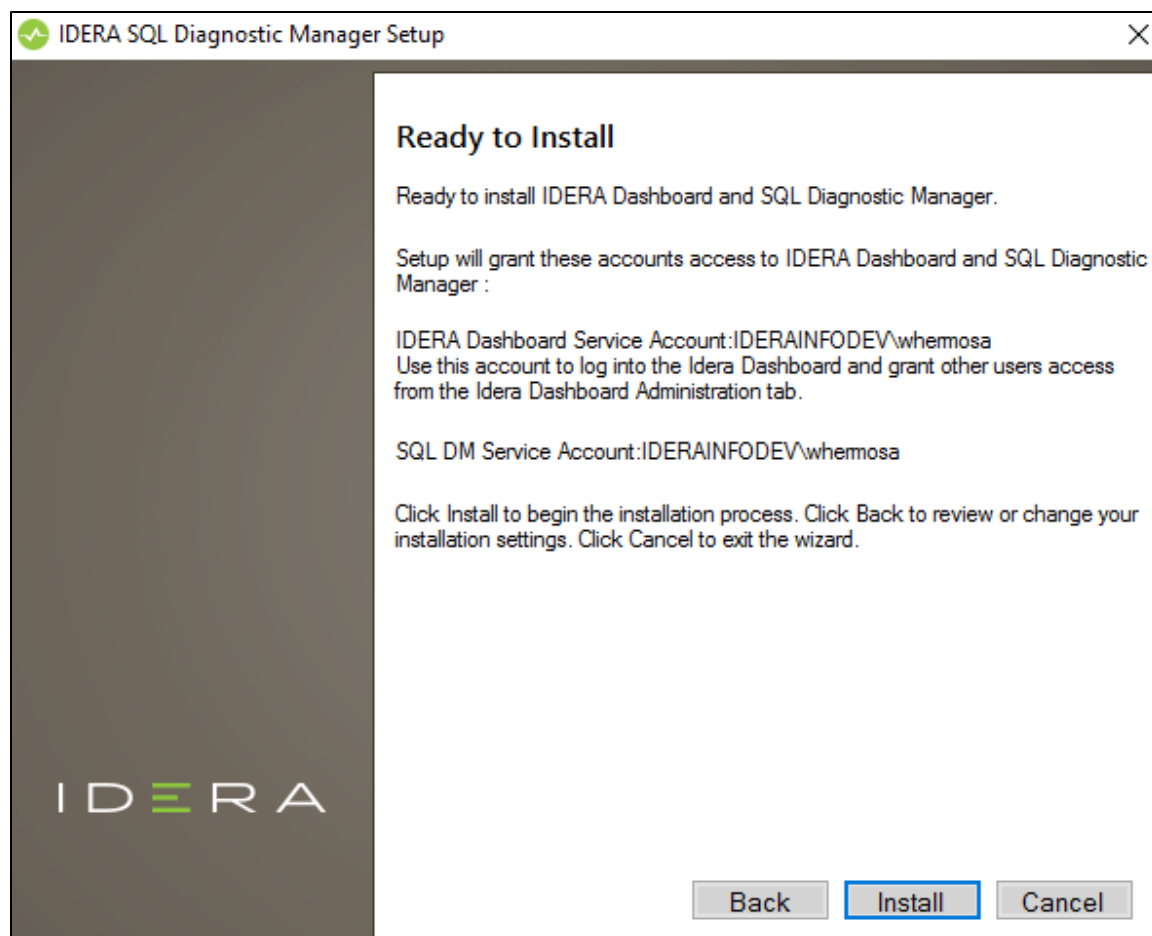 IDERA SQL Diagnostic Manager Setup
Ready to Install
Ready to install IDERA Dashboard and SQL Diagnostic Manager.
Setup will grant these accounts access to IDERA Dashboard and SQL Diagnostic
Manager :
IDERA Dashboard Service Account:IDERAINFODEV\whermosa
Use this account to log into the Idera Dashboard and grant other users access
from the Idera Dashboard Administration tab.
SQL DM Service Account:IDERAINFODEV\whermosa
Click Install to begin the installation process. Click Back to review or change your
installation settings. Click Cancel to exit the wizard.
IDERA
Back Install Cancel